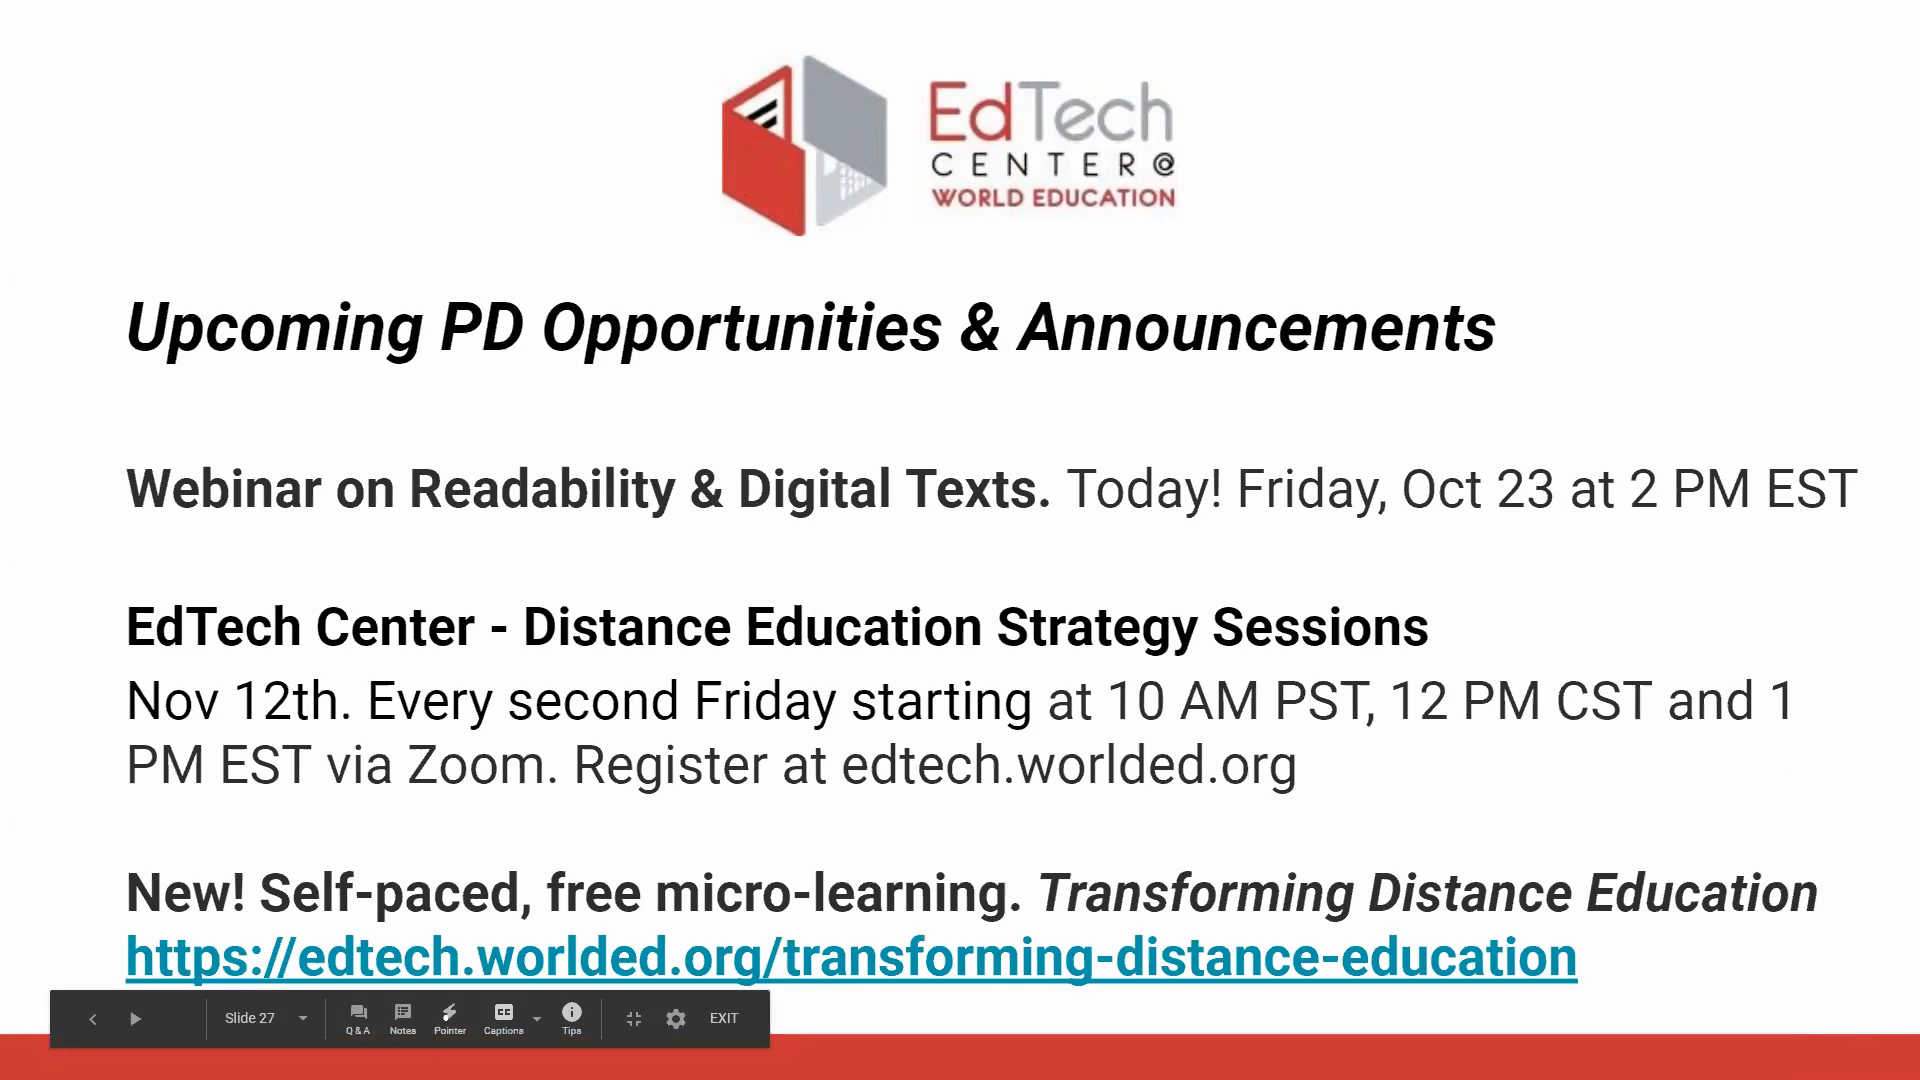 EdTech
CENTER@
WORLD EDUCATION
Upcoming PD Opportunities & Announcements
Webinar on Readability & Digital Texts. Today! Friday, Oct 23 at 2 PM EST
EdTech Center - Distance Education Strategy Sessions
Nov 12th. Every second Friday starting at 10 AM PST, 12 PM CST and 1
PM EST via Zoom. Register at edtech.worlded.org
New! Self-paced, free micro-learning. Transforming Distance Education
https://edtech.worlded.org/transforming-distance-education
Slide 27
Q & A
Notes
Pointer
CC
Captions
Tips
EXIT